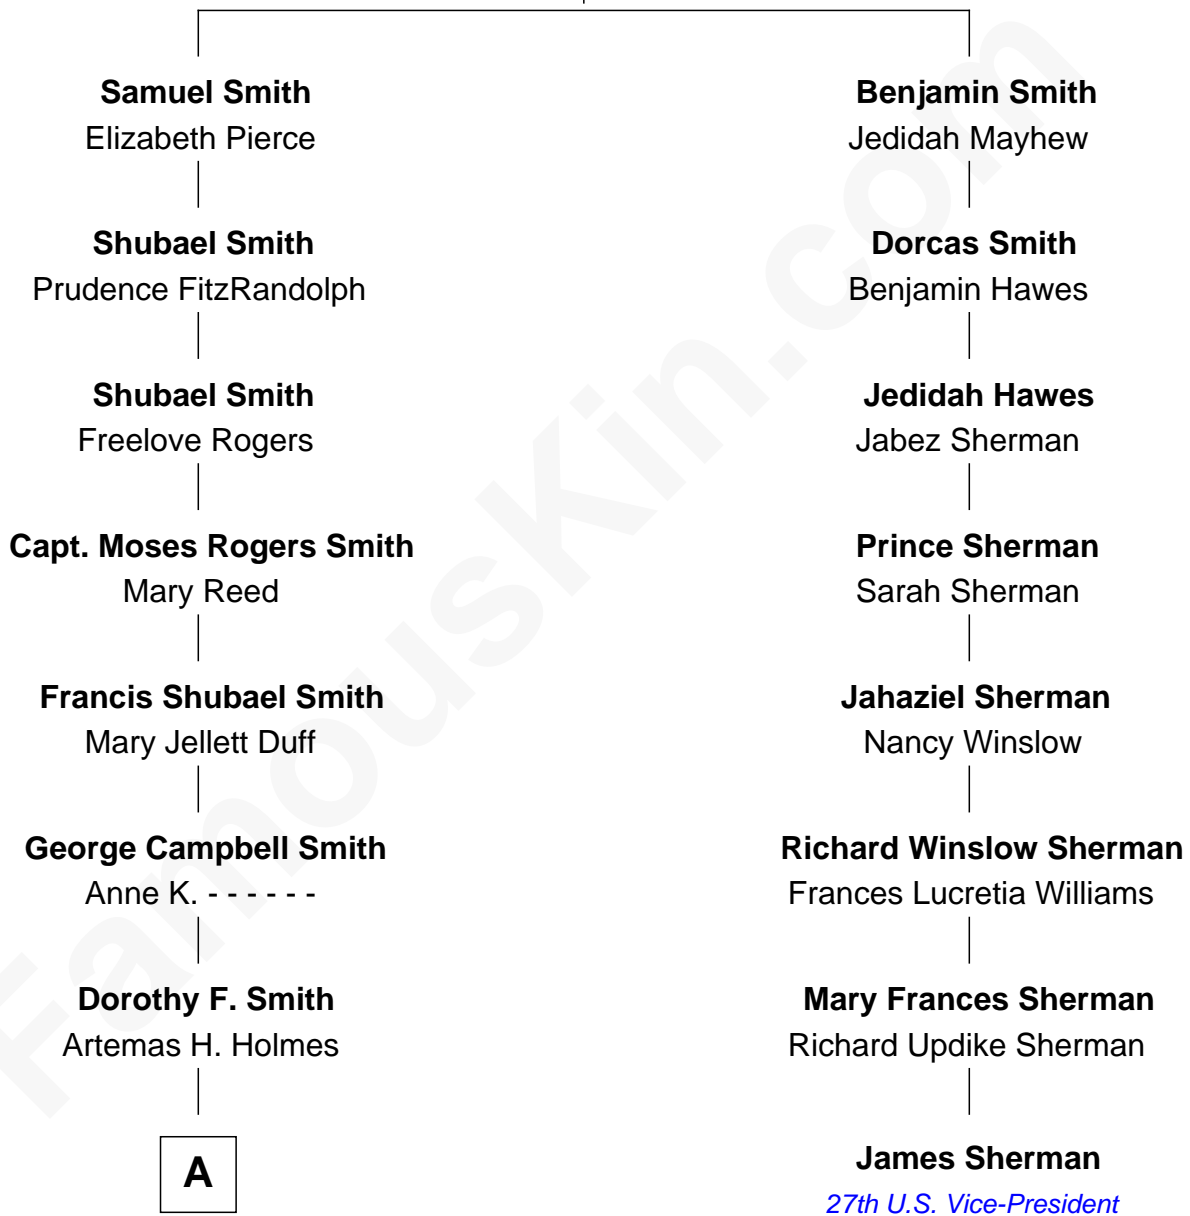 Samuel Smith
Elizabeth Pierce
Shubael Smith
Prudence FitzRandolph
Shubael Smith
Freelove Rogers
Capt. Moses Rogers Smith
Mary Reed
Francis Shubael Smith
Mary Jellett Duff
George Campbell Smith
Anne K. - - - - - -
Dorothy F. Smith
Artemas H. Holmes
A
Benjamin Smith
Jedidah Mayhew
Dorcas Smith
Benjamin Hawes
Jedidah Hawes
Jabez Sherman
Prince Sherman
Sarah Sherman
Jahaziel Sherman
Nancy Winslow
Richard Winslow Sherman
Frances Lucretia Williams
Mary Frances Sherman
Richard Updike Sherman
James Sherman
27th U.S. Vice-President
FamousKin.com